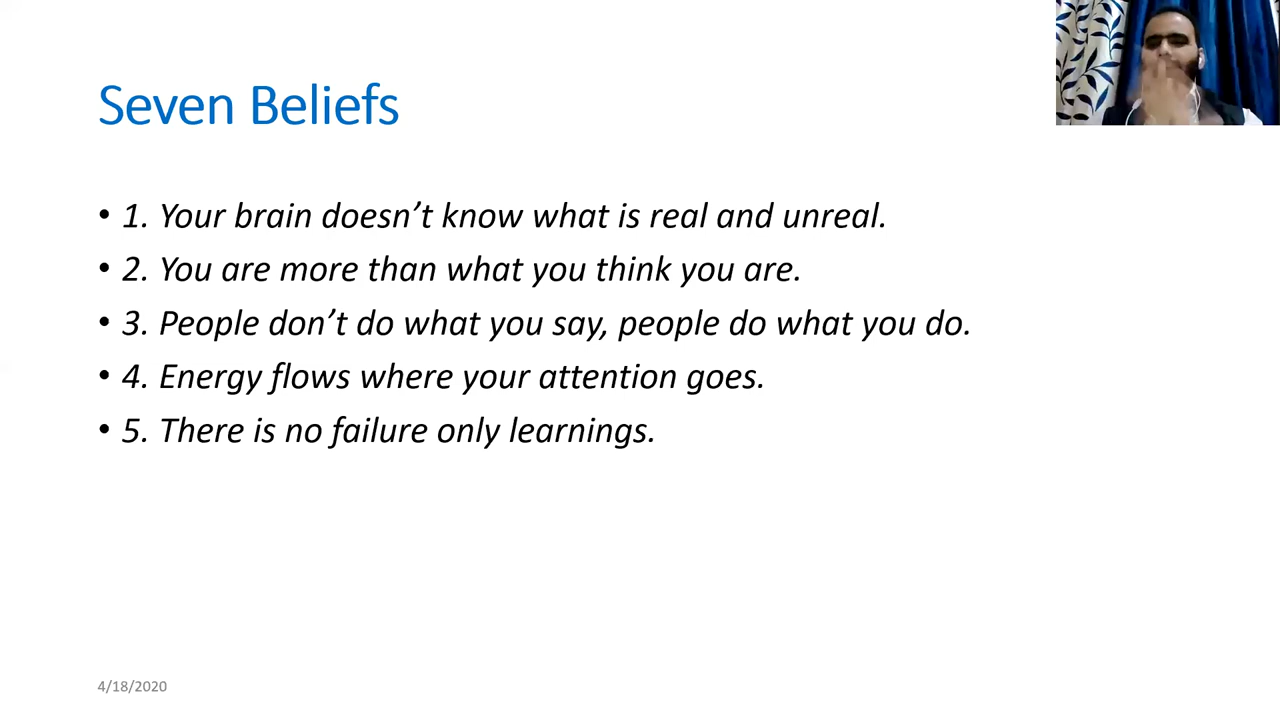 Seven Beliefs
• 1. Your brain doesn’t know what is real and unreal.
• 2. You are more than what you think you are.
• 3. People don’t do what you say, people do what you do.
• 4. Energy flows where your attention goes.
• 5. There is no failure only learnings.
4/18/2020